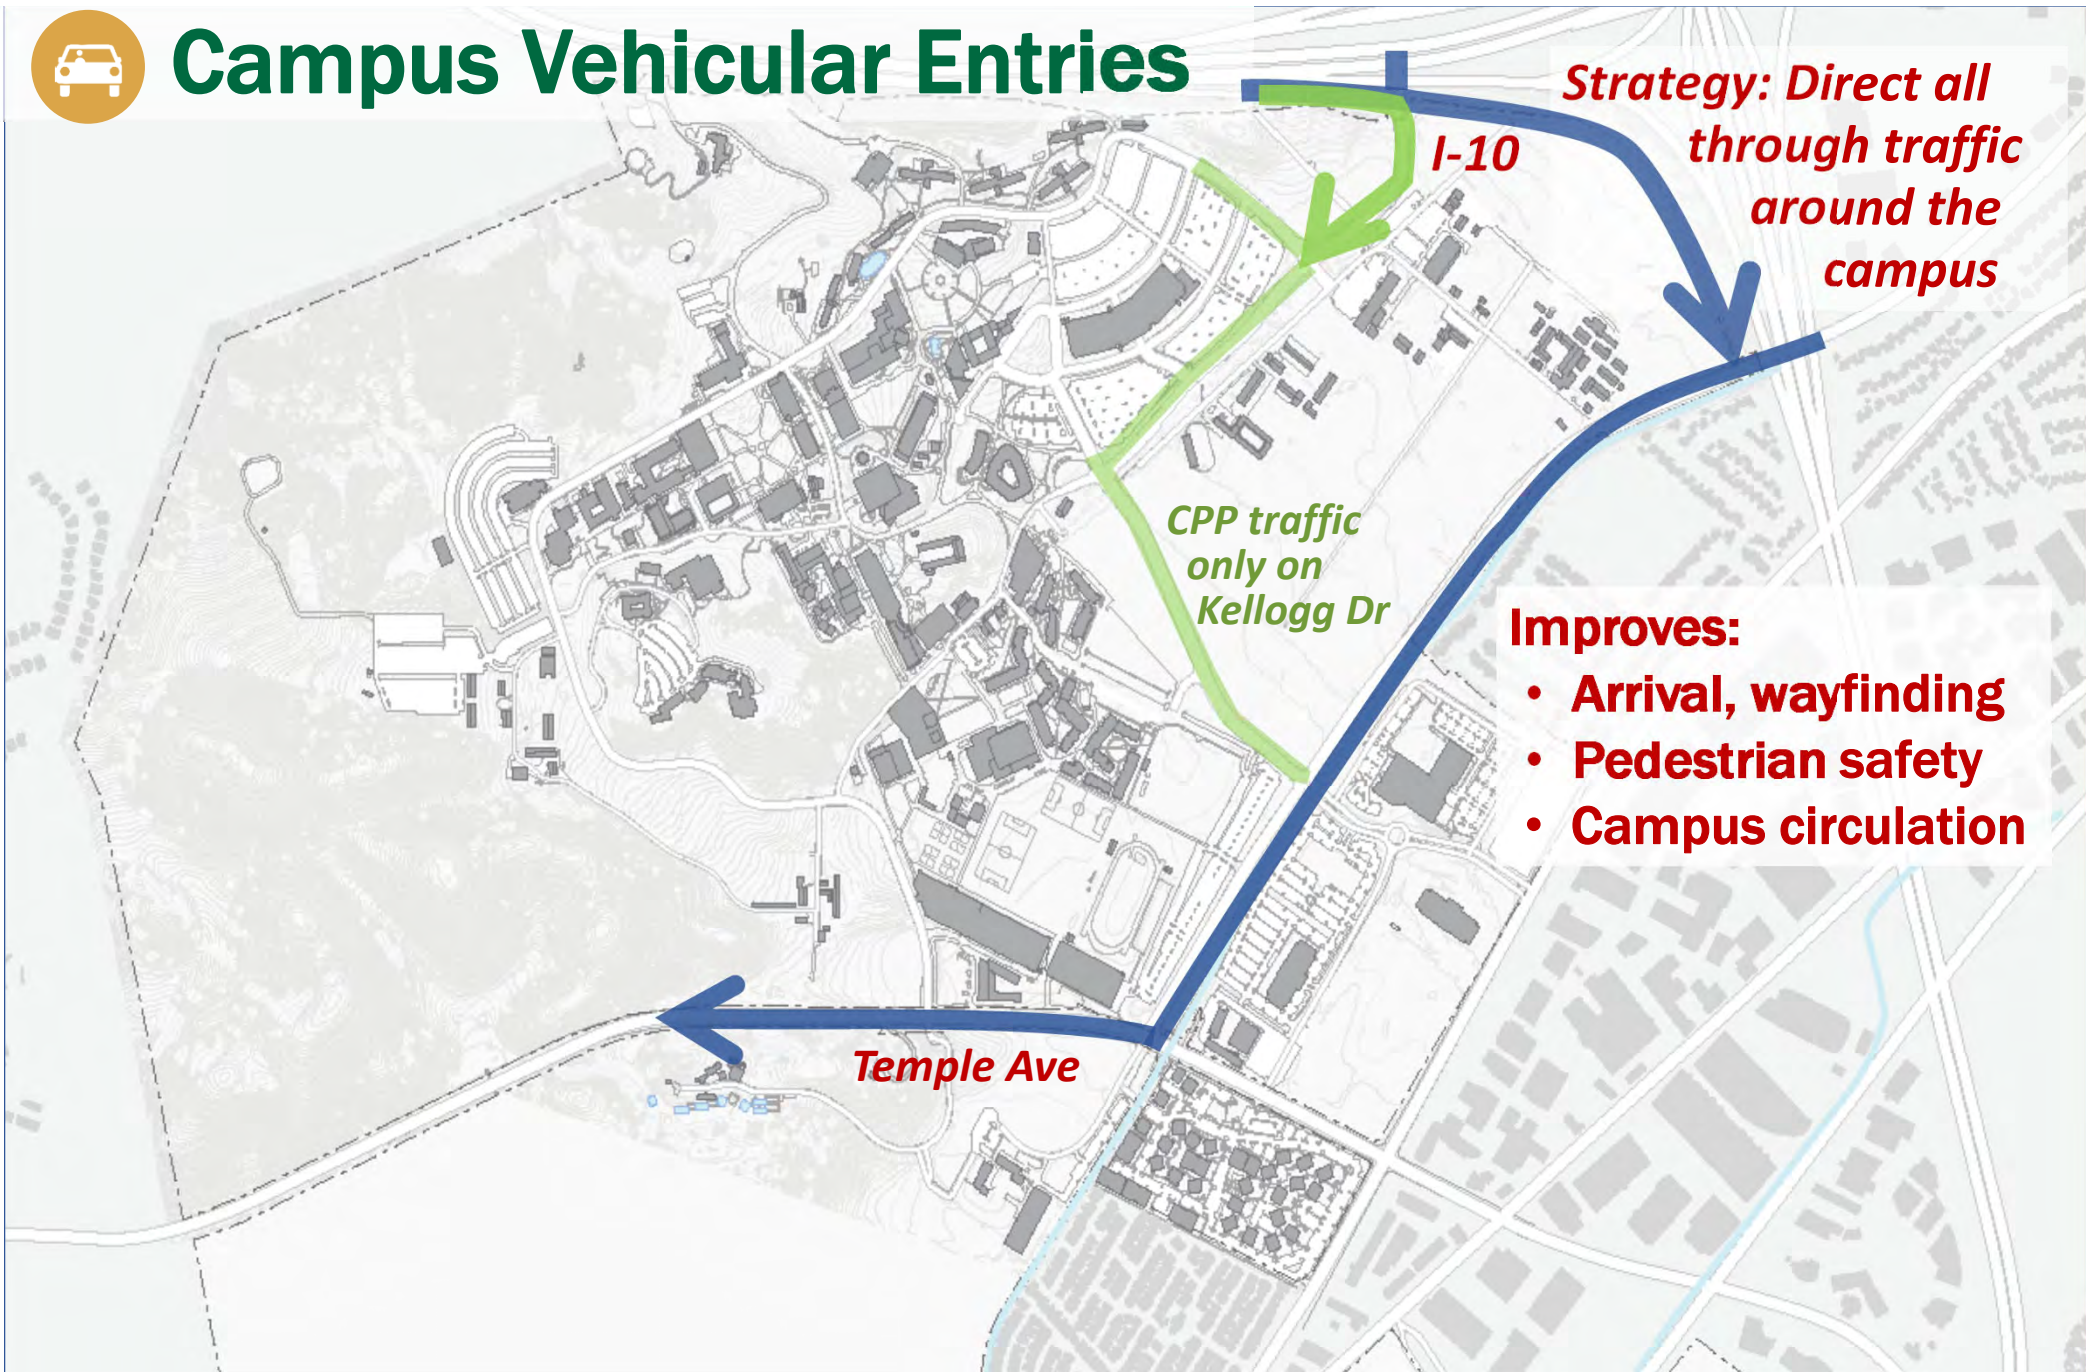 Campus Vehicular Entries
Strategy: Direct all
through traffic
around the
campus
I-10
CPP traffic
only on
Kellogg Dr
Improves:
• Arrival, wayfinding
• Pedestrian safety
• Campus circulation
Temple Ave